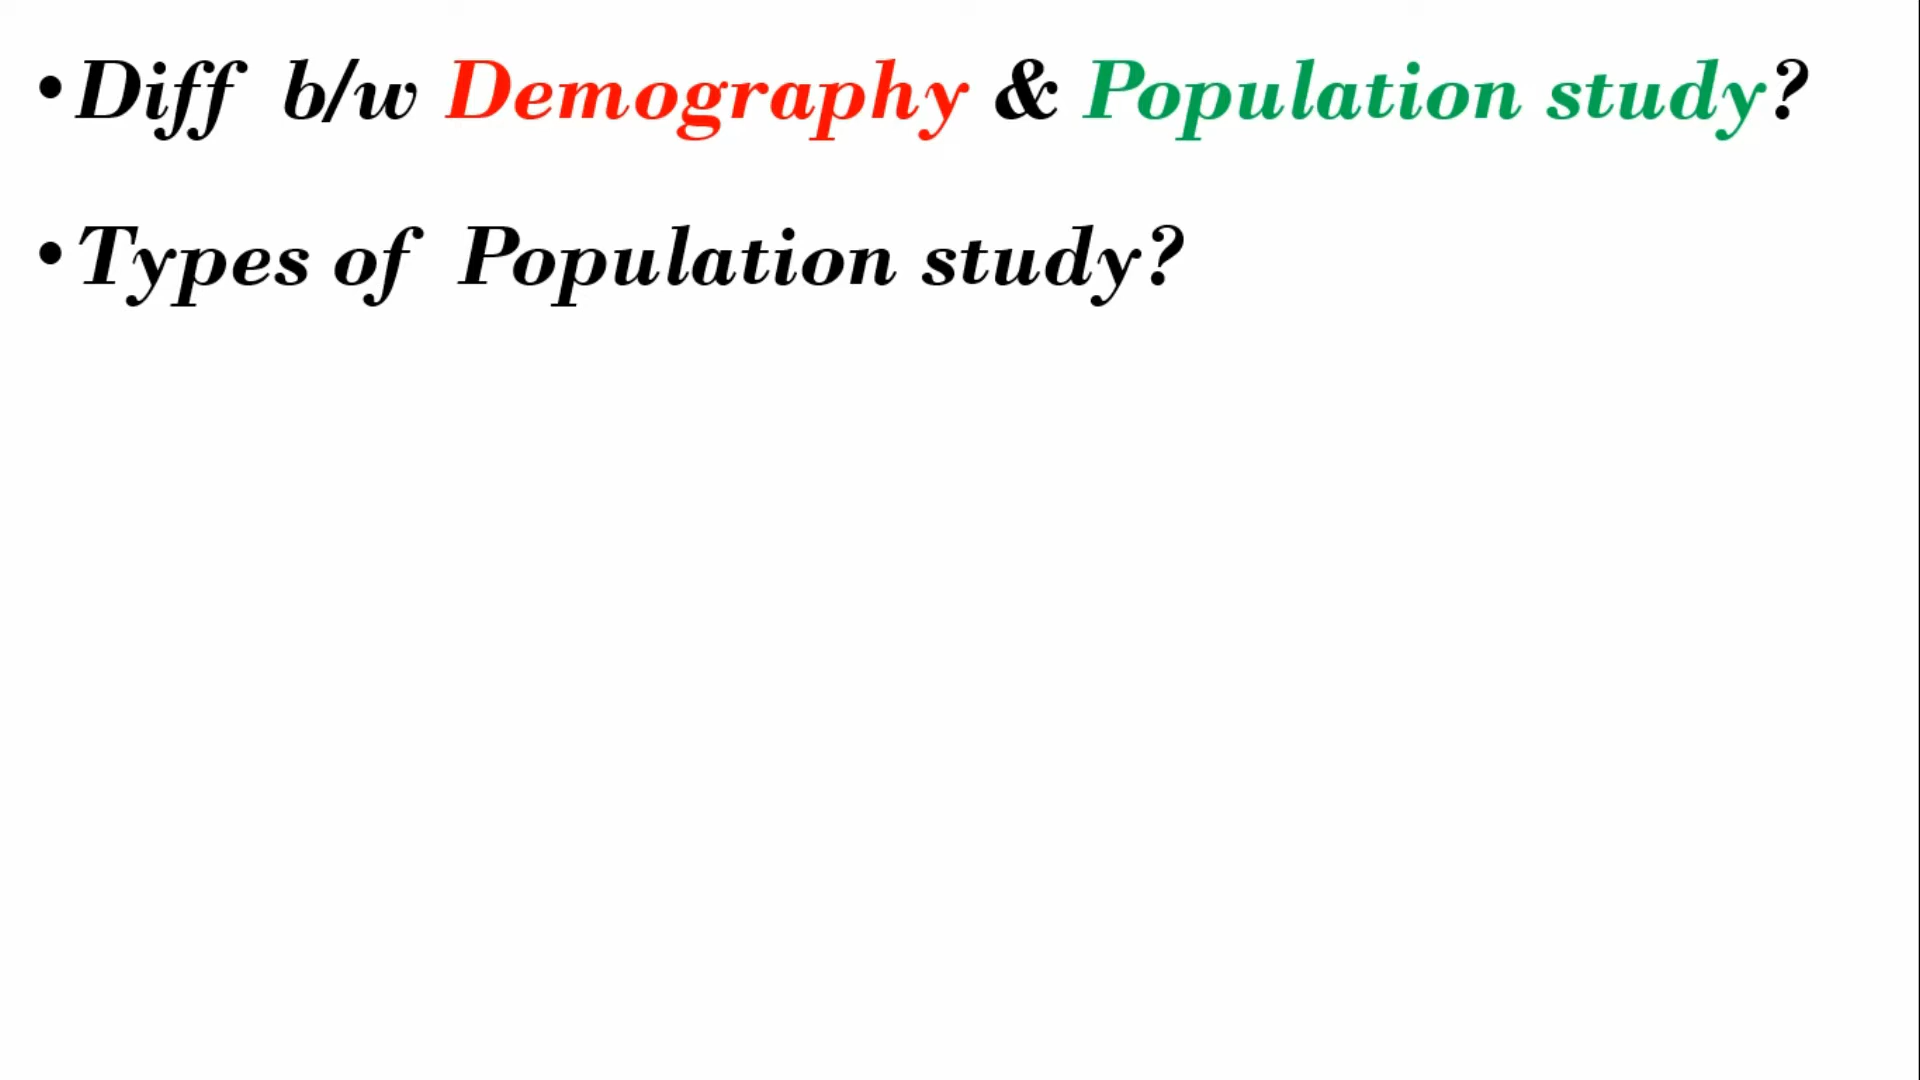 •Diff b/w Demography & Population study?
•Types of Population study?